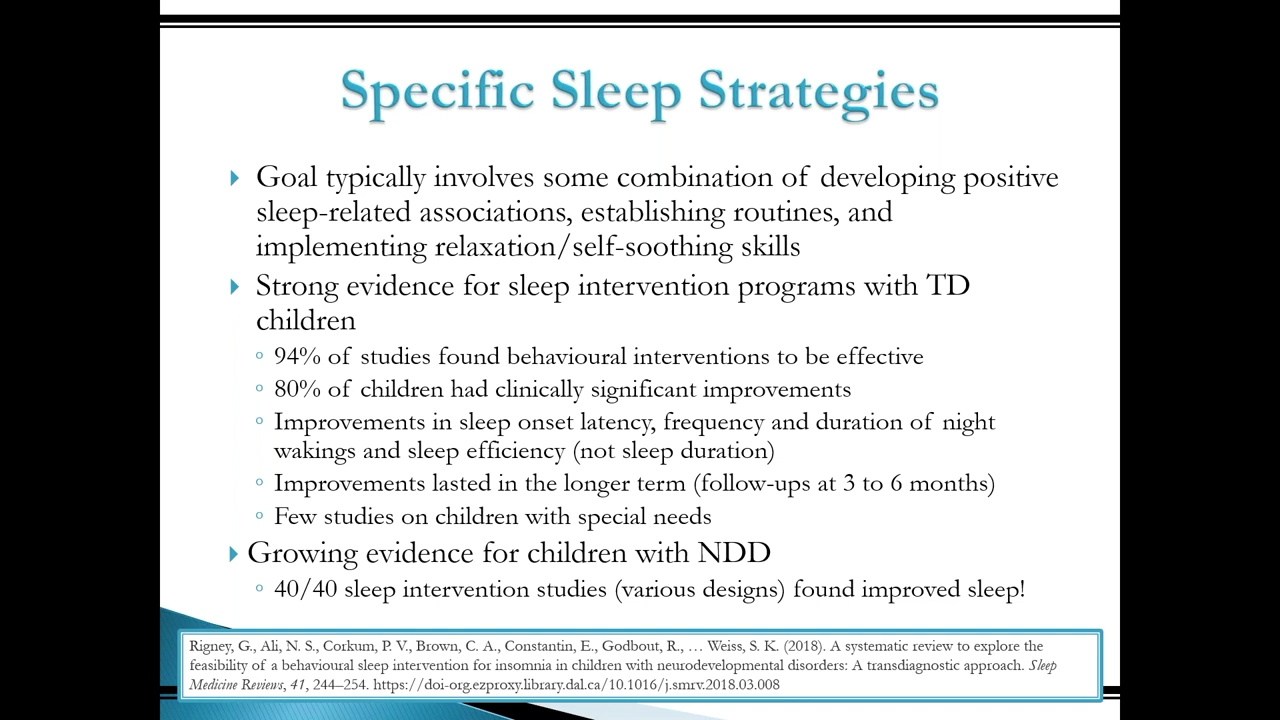 Specific Sleep Strategies
Goal typically involves some combination of developing positive
sleep-related associations, establishing routines, and
implementing relaxation/self-soothing skills
Strong evidence for sleep intervention programs with TD
children
94% of studies found behavioural interventions to be effective
80% of children had clinically significant improvements
Improvements in sleep onset latency, frequency and duration of night
wakings and sleep efficiency (not sleep duration)
Improvements lasted in the longer term (follow-ups at 3 to 6 months)
Few studies on children with special needs
Growing evidence for children with NDD
40/40 sleep intervention studies (various designs) found improved sleep!
Rigney, G., Ali, N. S., Corkum, P. V., Brown, C. A., Constantin, E., Godbout, R., … Weiss, S. K. (2018). A systematic review to explore the
feasibility of a behavioural sleep intervention for insomnia in children with neurodevelopmental disorders: A transdiagnostic approach. Sleep
Medicine Reviews, 41, 244–254. https://doi-org.ezproxy.library.dal.ca/10.1016/j.smrv.2018.03.008